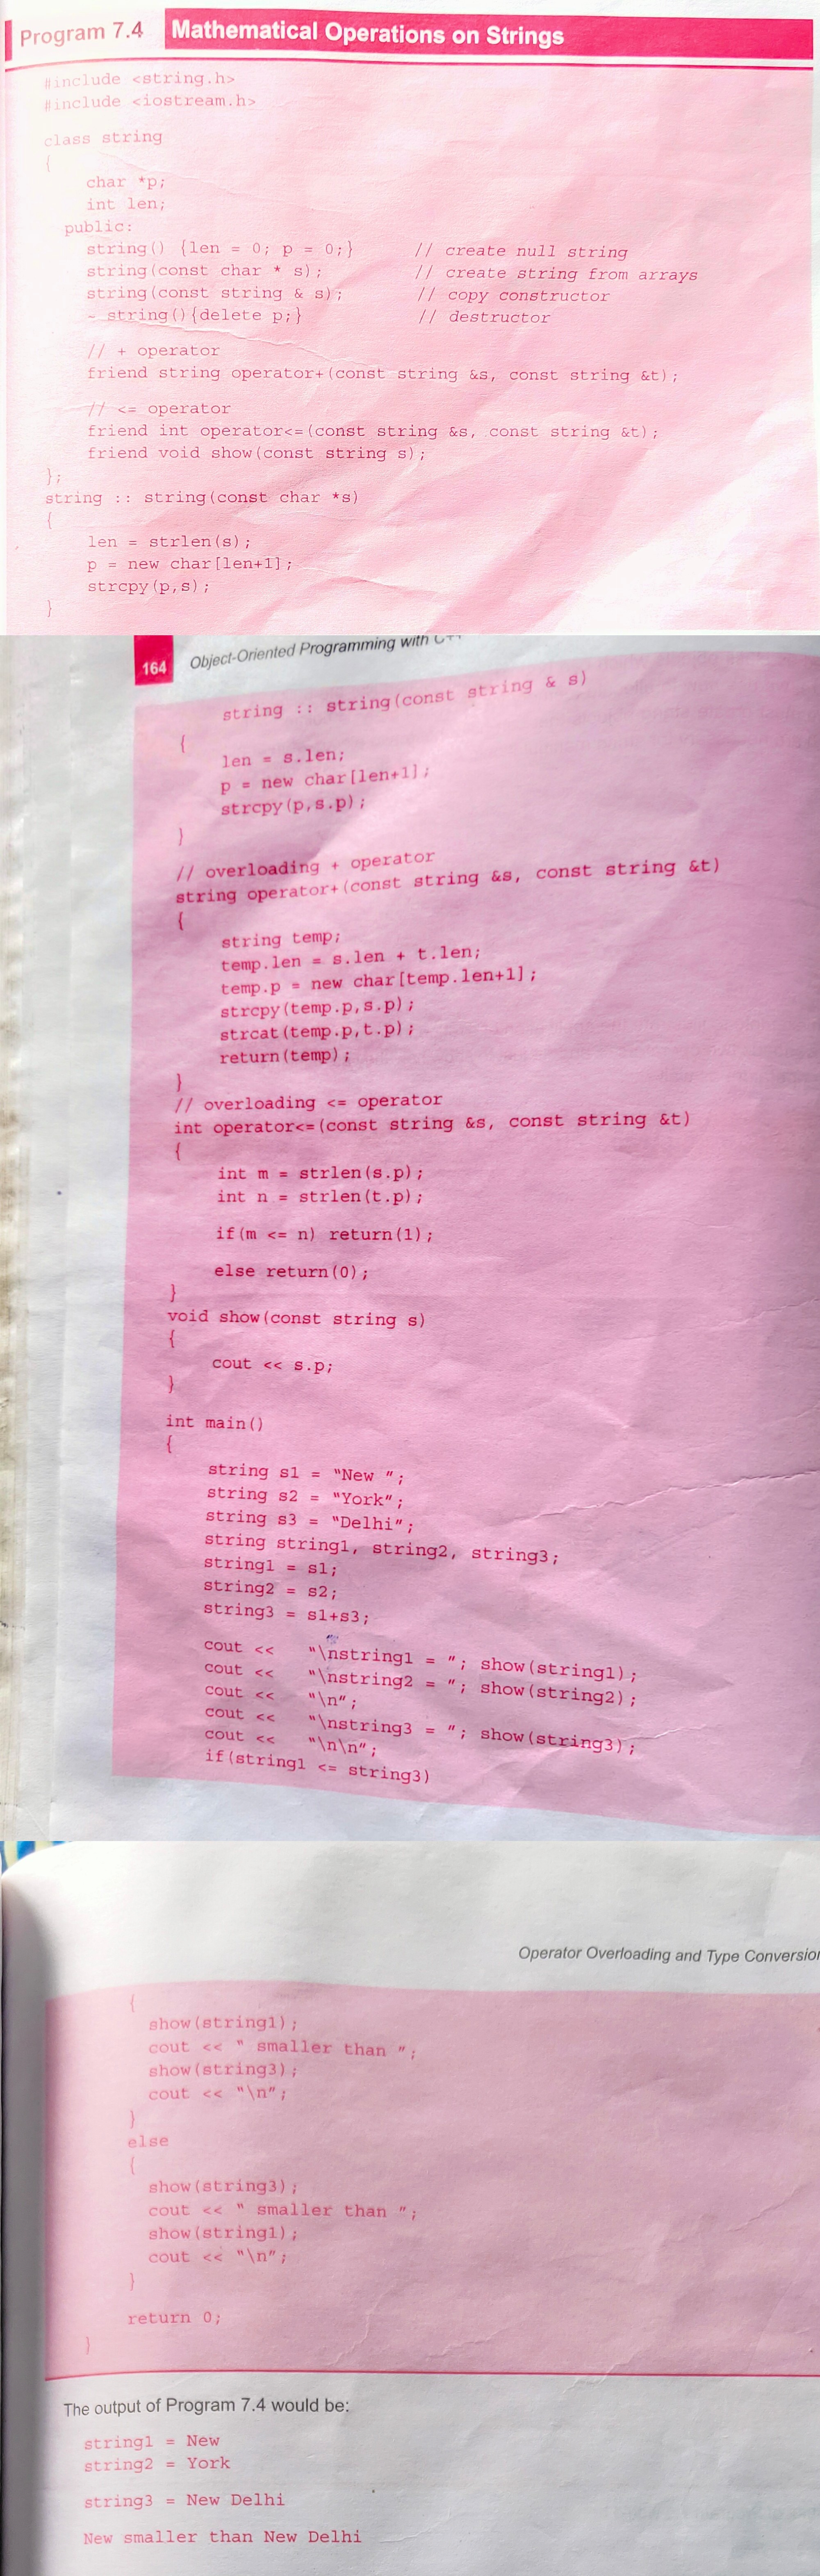 Program 7.4 Mathematical Operations on Strings
#include <string.h>
#include <iostream.h>
class string
{
char *p;
int len;
public:
string() {len = 0; p = 0;} // create null string
string(const char * s); // create string from arrays
string(const string & s); // copy constructor
~ string(){delete p;} // destructor
// + operator
friend string operator+(const string &s, const string &t);
// <= operator
friend int operator<=(const string &s, const string &t);
friend void show(const string s);
};
string :: string(const char *s)
{
len = strlen(s);
p = new char[len+1];
strcpy(p,s);
}
164 Object-Oriented Programming with C++
string :: string(const string & s)
{
len = s.len;
p = new char[len+1];
strcpy(p,s.p);
}
// overloading + operator
string operator+(const string &s, const string &t)
{
string temp;
temp.len = s.len + t.len;
temp.p = new char[temp.len+1];
strcpy(temp.p,s.p);
strcat(temp.p,t.p);
return(temp);
}
// overloading <= operator
int operator<=(const string &s, const string &t)
{
int m = strlen(s.p);
int n = strlen(t.p);
if(m <= n) return(1);
else return(0);
}
void show(const string s)
{
cout << s.p;
}
int main()
{
string s1 = "New ";
string s2 = "York";
string s3 = "Delhi";
string string1, string2, string3;
string1 = s1;
string2 = s2;
string3 = s1+s3;
cout << "\nstring1 = "; show(string1);
cout << "\nstring2 = "; show(string2);
cout << "\n";
cout << "\nstring3 = "; show(string3);
cout << "\n\n";
if(string1 <= string3)
Operator Overloading and Type Conversion
{
show(string1);
cout << " smaller than ";
show(string3);
cout << "\n";
}
else
{
show(string3);
cout << " smaller than ";
show(string1);
cout << "\n";
}
return 0;
}
The output of Program 7.4 would be:
string1 = New
string2 = York
string3 = New Delhi
New smaller than New Delhi